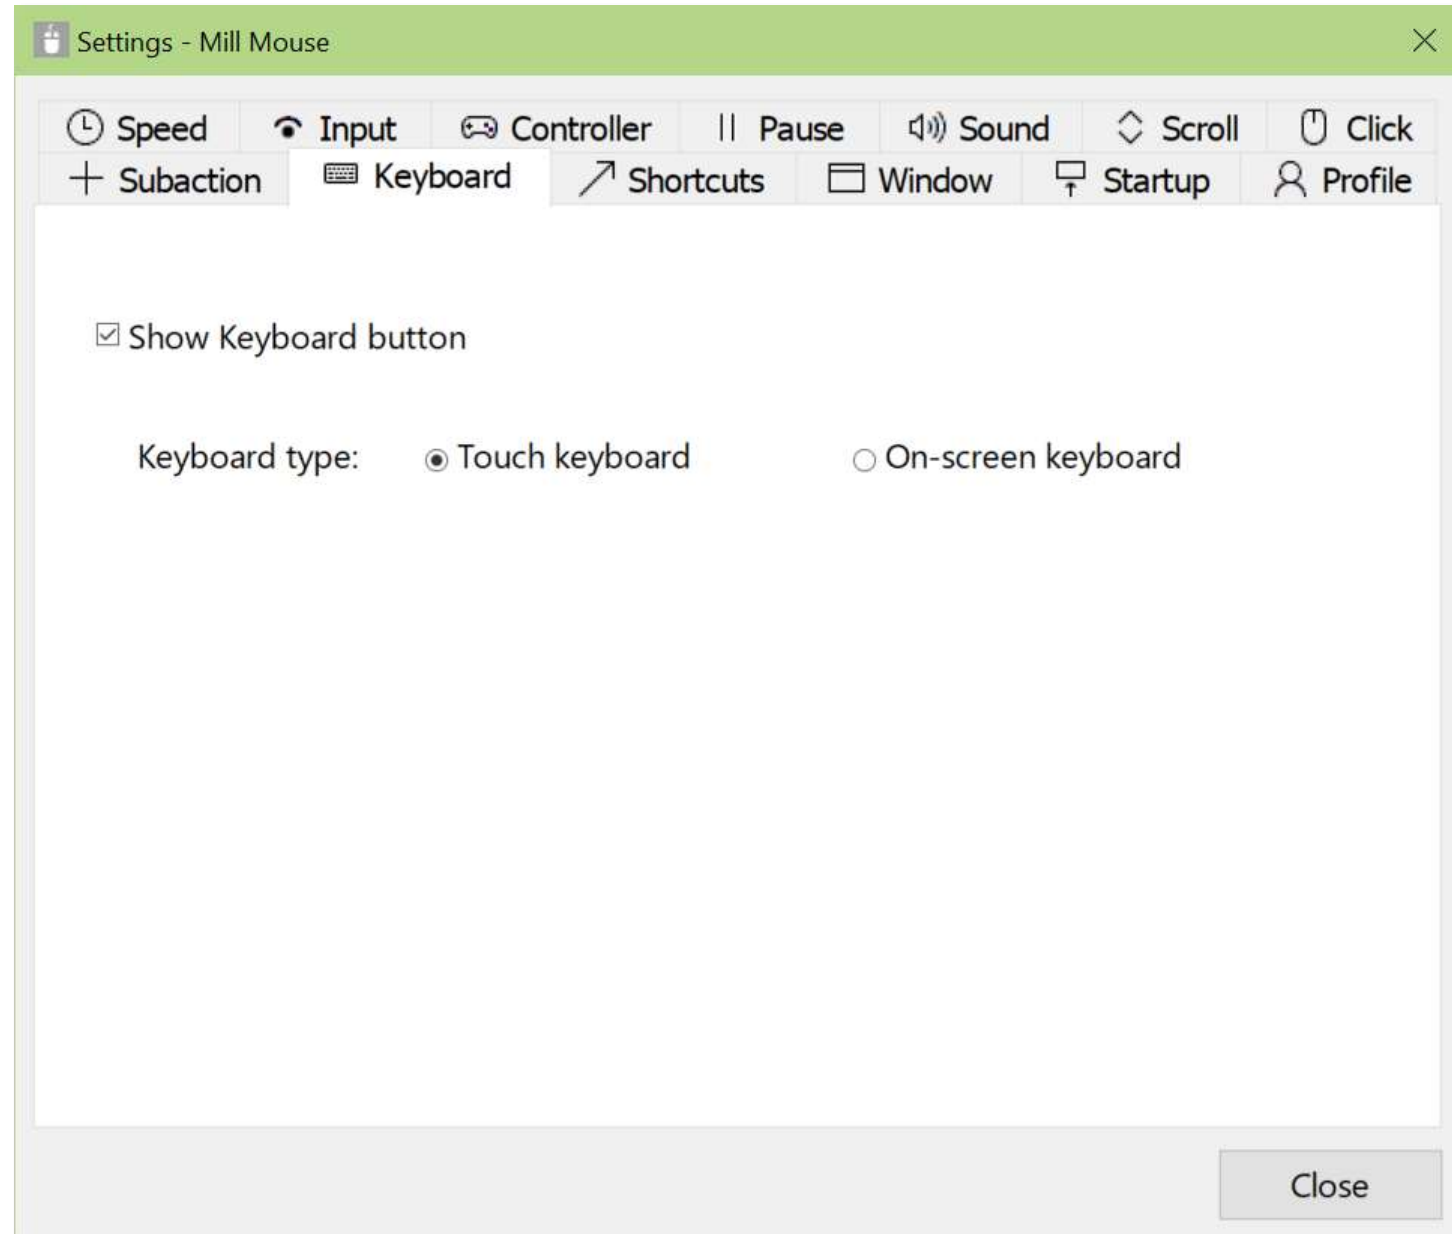 Settings - Mill Mouse
Speed Input Controller Pause Sound Scroll Click
Subaction Keyboard Shortcuts Window Startup Profile
Show Keyboard button
Keyboard type: Touch keyboard On-screen keyboard
Close